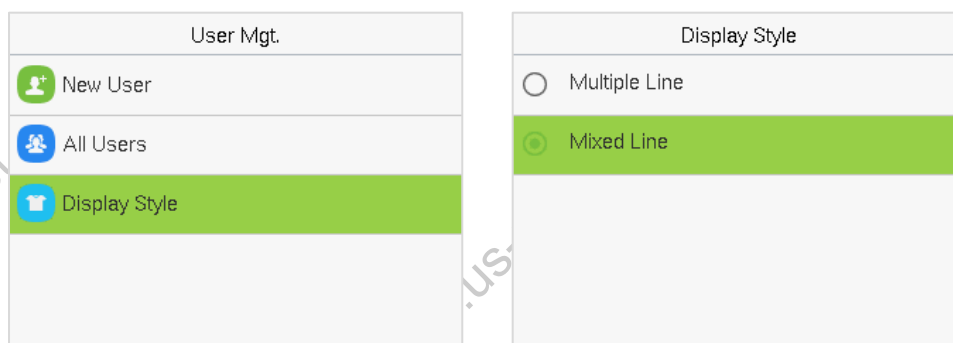 User Mgt.
New User
All Users
Display Style
Display Style
Multiple Line
Mixed Line